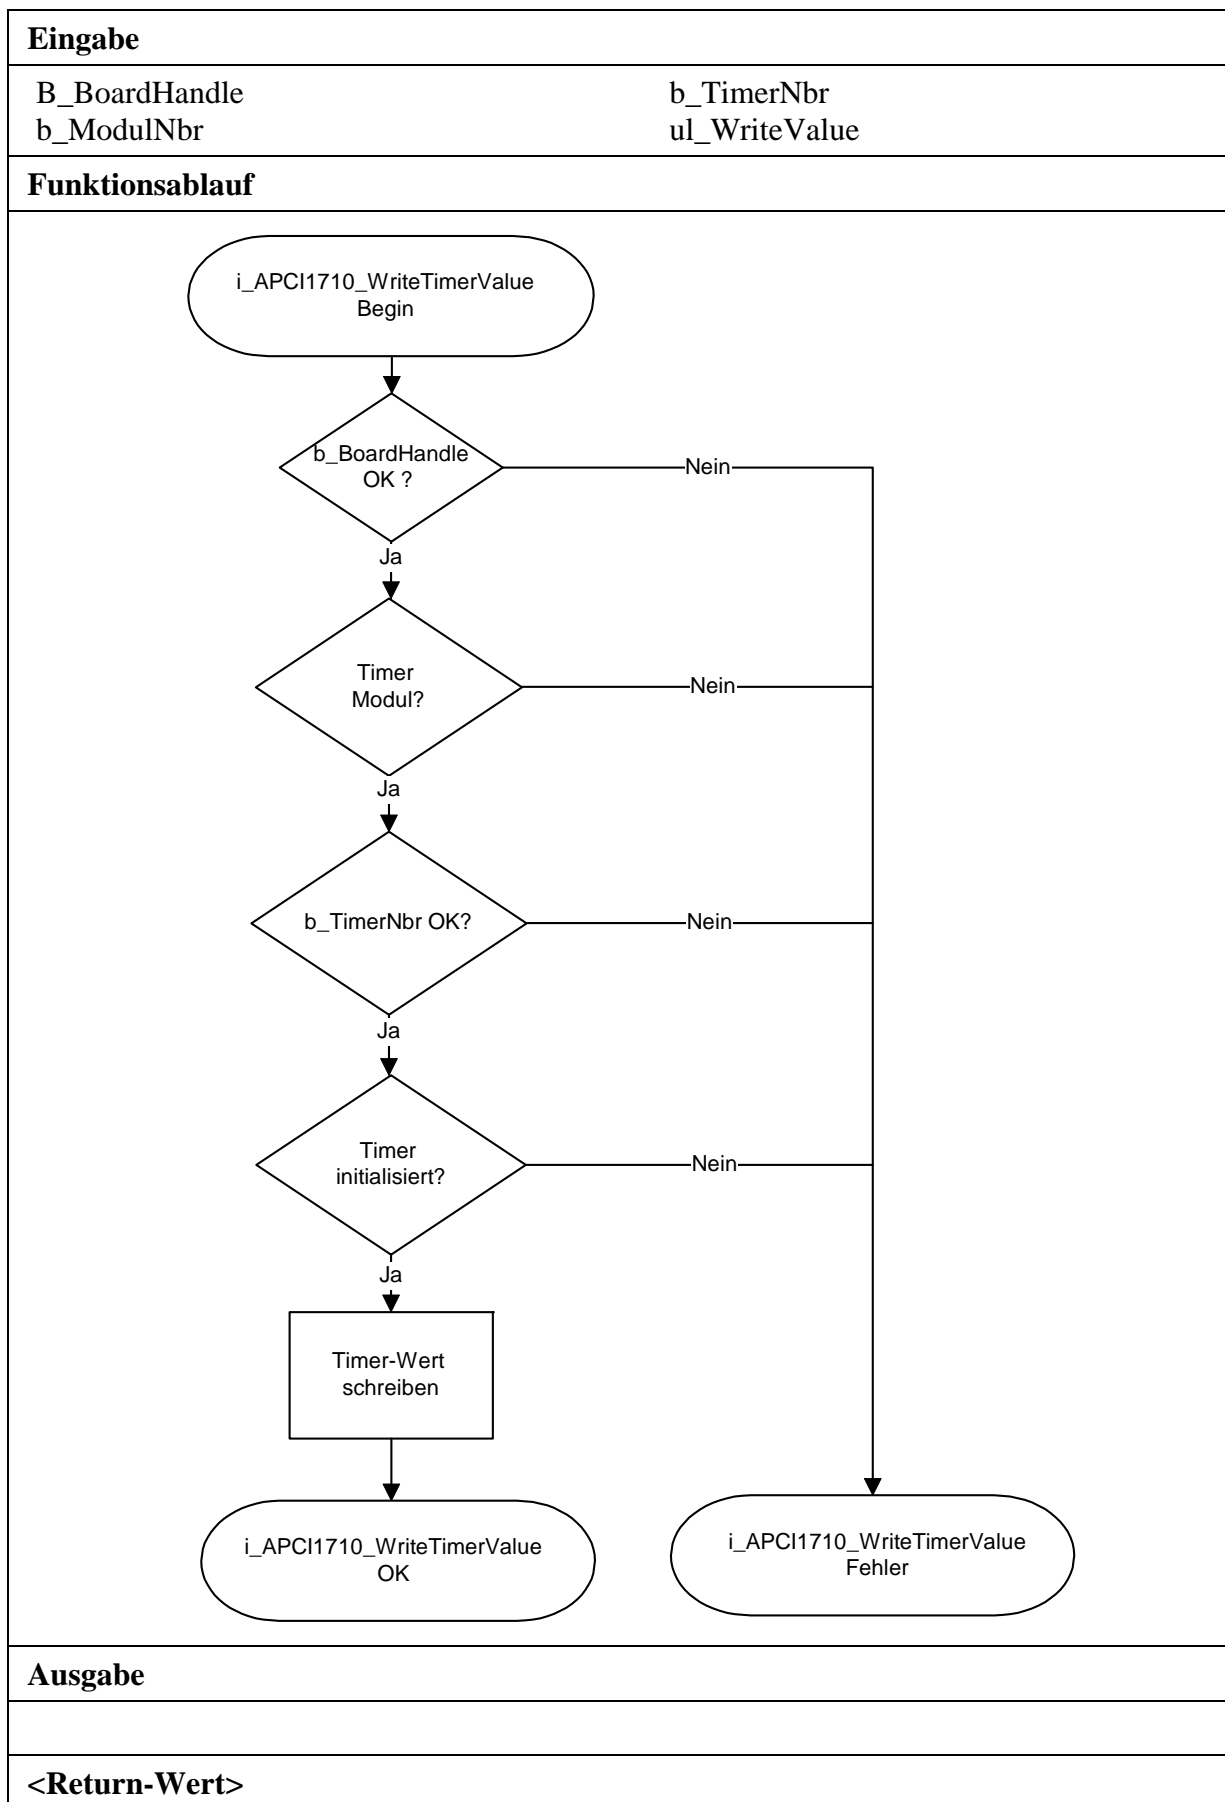 Eingabe
B_BoardHandle b_TimerNbr
b_ModulNbr ul_WriteValue
Funktionsablauf
i_APCI1710_WriteTimerValue
Begin
b_BoardHandle
OK ?
Nein
Ja
Timer
Modul?
Nein
Ja
b_TimerNbr OK?
Nein
Ja
Timer
initialisiert?
Nein
Ja
Timer-Wert
schreiben
i_APCI1710_WriteTimerValue
OK
i_APCI1710_WriteTimerValue
Fehler
Ausgabe
<Return-Wert>